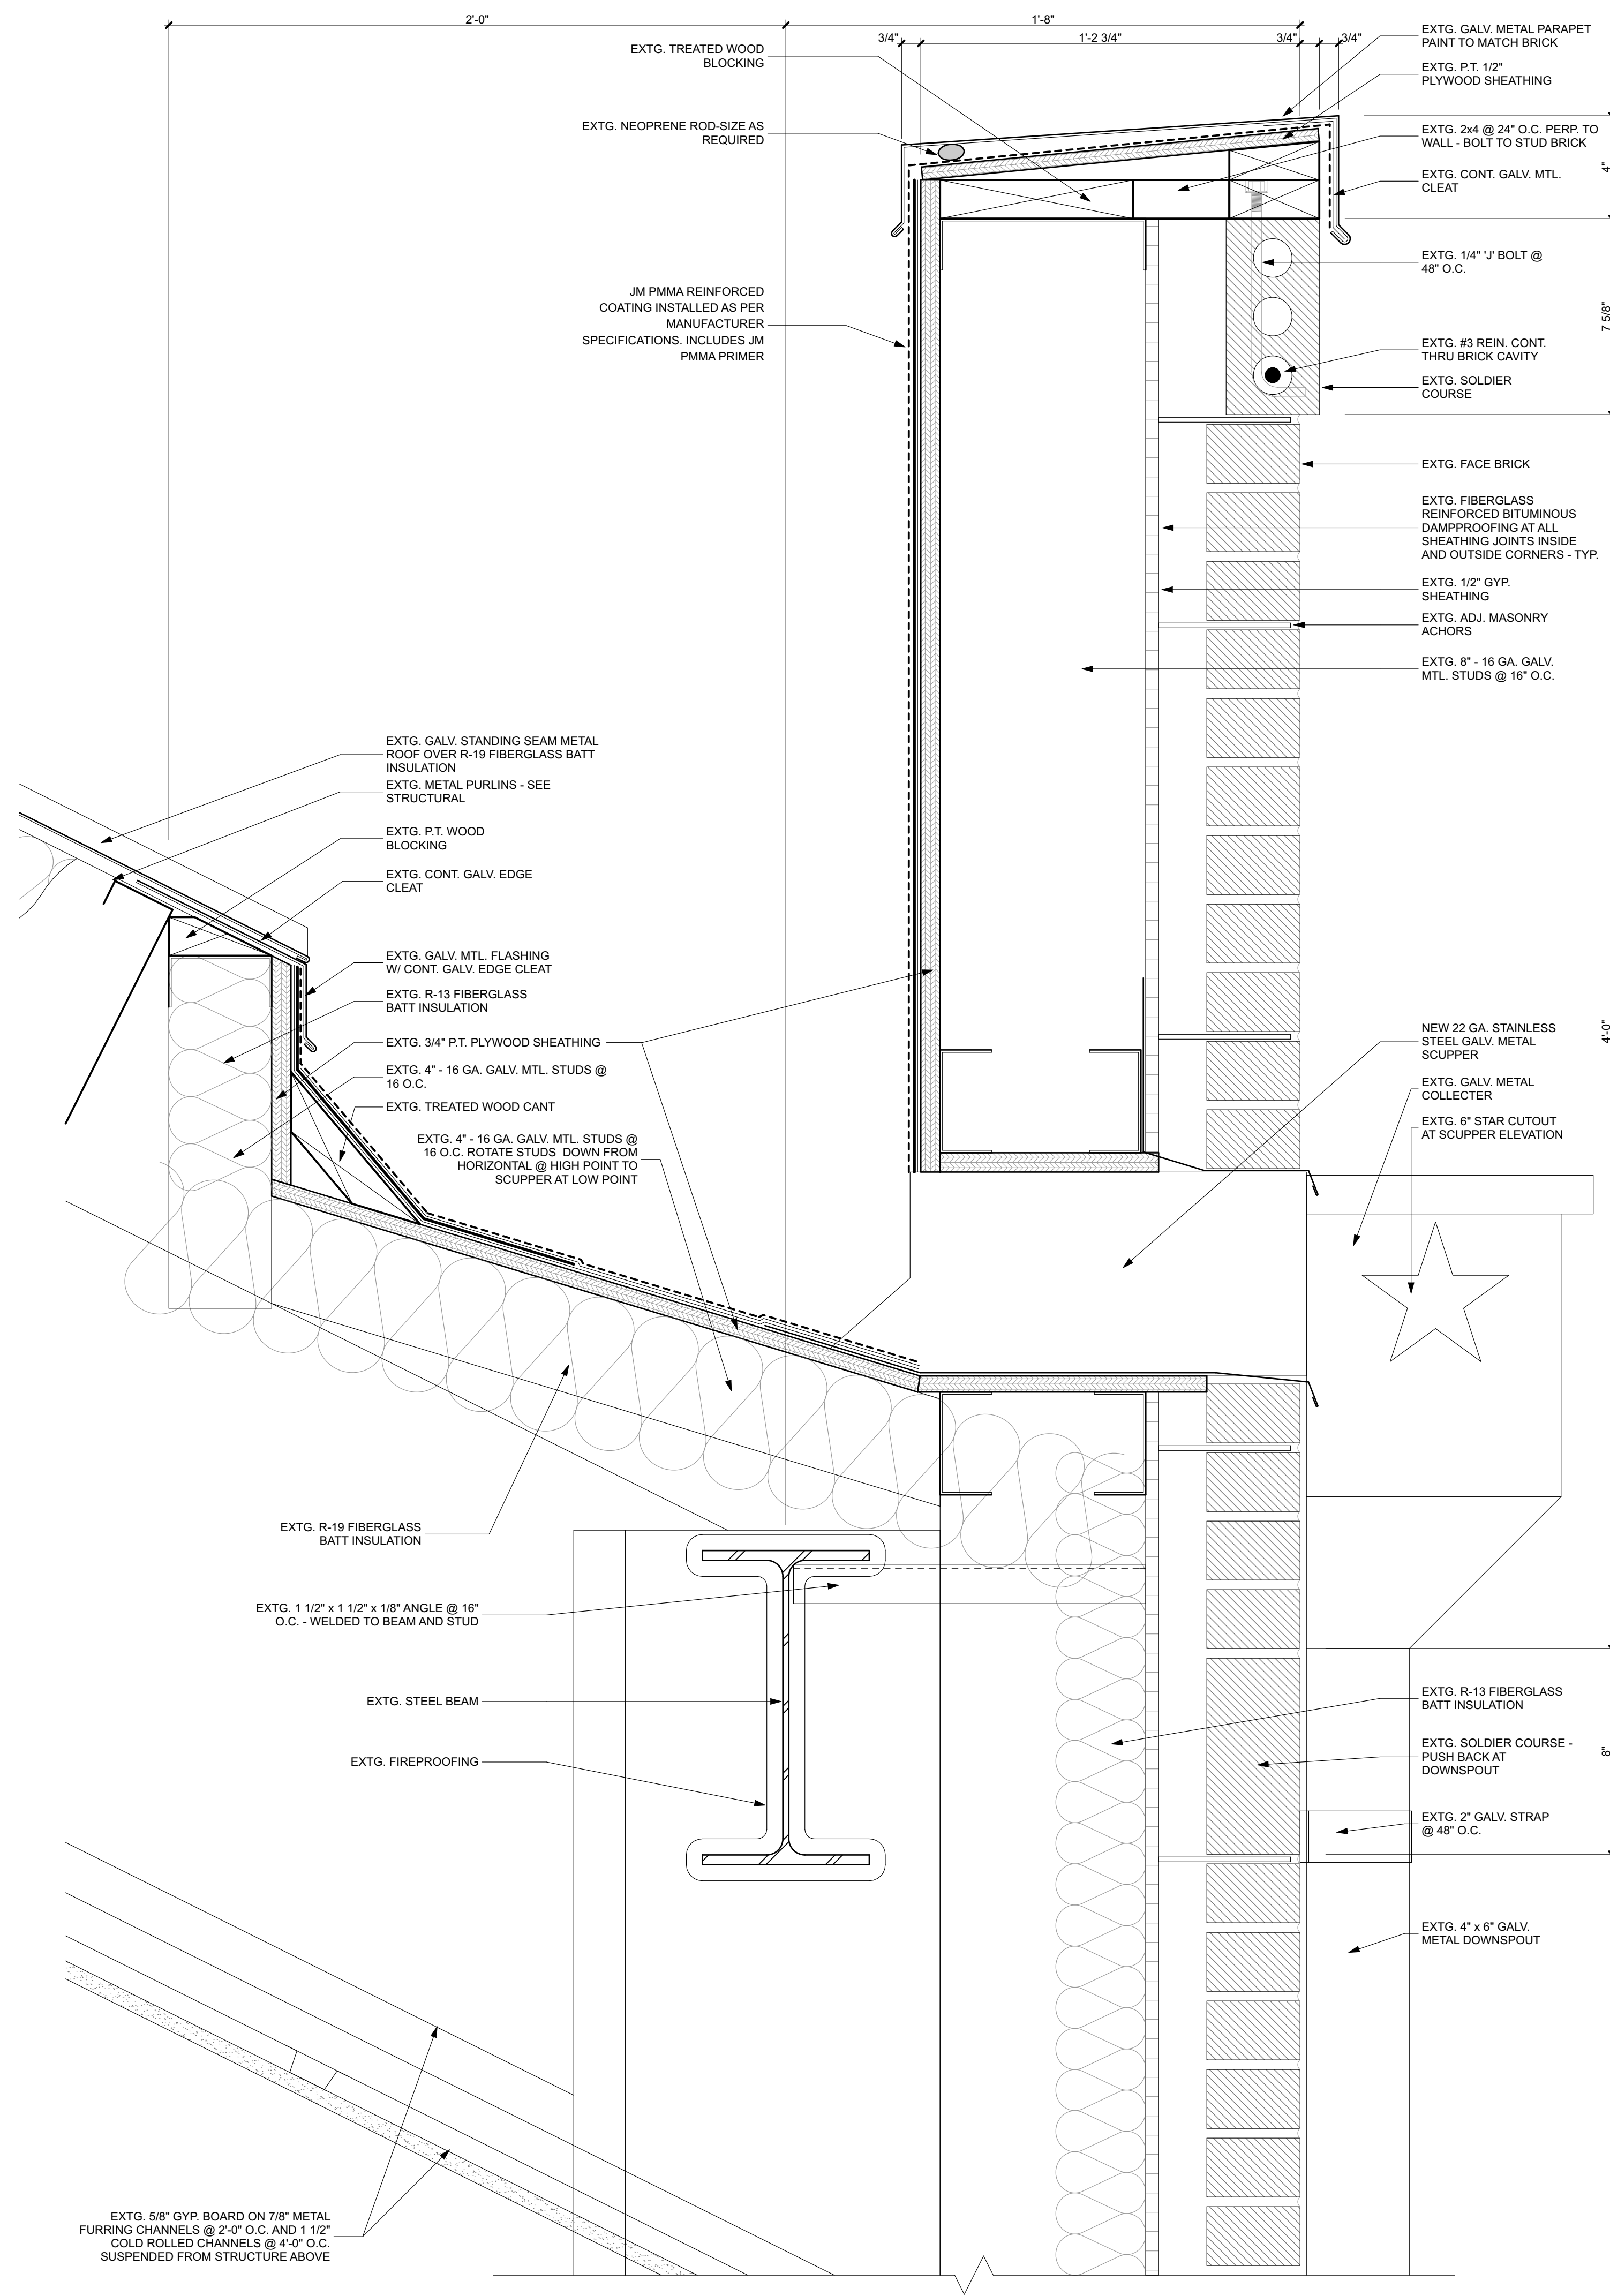 2'-0"
1'-8"
3/4"
1'-2 3/4"
3/4"
3/4"
EXTG. TREATED WOOD
BLOCKING
EXTG. NEOPRENE ROD-SIZE AS
REQUIRED
JM PMMA REINFORCED
COATING INSTALLED AS PER
MANUFACTURER
SPECIFICATIONS. INCLUDES JM
PMMA PRIMER
EXTG. GALV. METAL PARAPET
PAINT TO MATCH BRICK
EXTG. P.T. 1/2"
PLYWOOD SHEATHING
EXTG. 2x4 @ 24" O.C. PERP. TO
WALL - BOLT TO STUD BRICK
EXTG. CONT. GALV. MTL.
CLEAT
4"
EXTG. 1/4" 'J' BOLT @
48" O.C.
7 5/8"
EXTG. #3 REIN. CONT.
THRU BRICK CAVITY
EXTG. SOLDIER
COURSE
EXTG. FACE BRICK
EXTG. FIBERGLASS
REINFORCED BITUMINOUS
DAMPPROOFING AT ALL
SHEATHING JOINTS INSIDE
AND OUTSIDE CORNERS - TYP.
EXTG. 1/2" GYP.
SHEATHING
EXTG. ADJ. MASONRY
ACHORS
EXTG. 8" - 16 GA. GALV.
MTL. STUDS @ 16" O.C.
EXTG. GALV. STANDING SEAM METAL
ROOF OVER R-19 FIBERGLASS BATT
INSULATION
EXTG. METAL PURLINS - SEE
STRUCTURAL
EXTG. P.T. WOOD
BLOCKING
EXTG. CONT. GALV. EDGE
CLEAT
EXTG. GALV. MTL. FLASHING
W/ CONT. GALV. EDGE CLEAT
EXTG. R-13 FIBERGLASS
BATT INSULATION
EXTG. 3/4" P.T. PLYWOOD SHEATHING
EXTG. 4" - 16 GA. GALV. MTL. STUDS @
16 O.C.
EXTG. TREATED WOOD CANT
EXTG. 4" - 16 GA. GALV. MTL. STUDS @
16 O.C. ROTATE STUDS DOWN FROM
HORIZONTAL @ HIGH POINT TO
SCUPPER AT LOW POINT
NEW 22 GA. STAINLESS
STEEL GALV. METAL
SCUPPER
4'-0"
EXTG. GALV. METAL
COLLECTER
EXTG. 6" STAR CUTOUT
AT SCUPPER ELEVATION
EXTG. R-19 FIBERGLASS
BATT INSULATION
EXTG. 1 1/2" x 1 1/2" x 1/8" ANGLE @ 16"
O.C. - WELDED TO BEAM AND STUD
EXTG. STEEL BEAM
EXTG. FIREPROOFING
EXTG. R-13 FIBERGLASS
BATT INSULATION
EXTG. SOLDIER COURSE -
PUSH BACK AT
DOWNSPOUT
8"
EXTG. 2" GALV. STRAP
@ 48" O.C.
EXTG. 4" x 6" GALV.
METAL DOWNSPOUT
EXTG. 5/8" GYP. BOARD ON 7/8" METAL
FURRING CHANNELS @ 2'-0" O.C. AND 1 1/2"
COLD ROLLED CHANNELS @ 4'-0" O.C.
SUSPENDED FROM STRUCTURE ABOVE